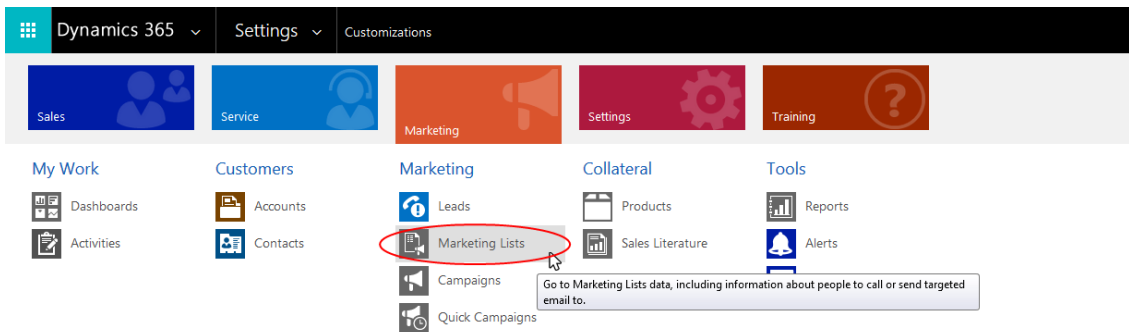 Dynamics 365 Settings Customizations
Sales Service Marketing Settings Training
My Work Customers Marketing Collateral Tools
Dashboards Accounts Leads Products Reports
Activities Contacts Marketing Lists Sales Literature Alerts
Campaigns
Go to Marketing Lists data, including information about people to call or send targeted
email to.
Quick Campaigns